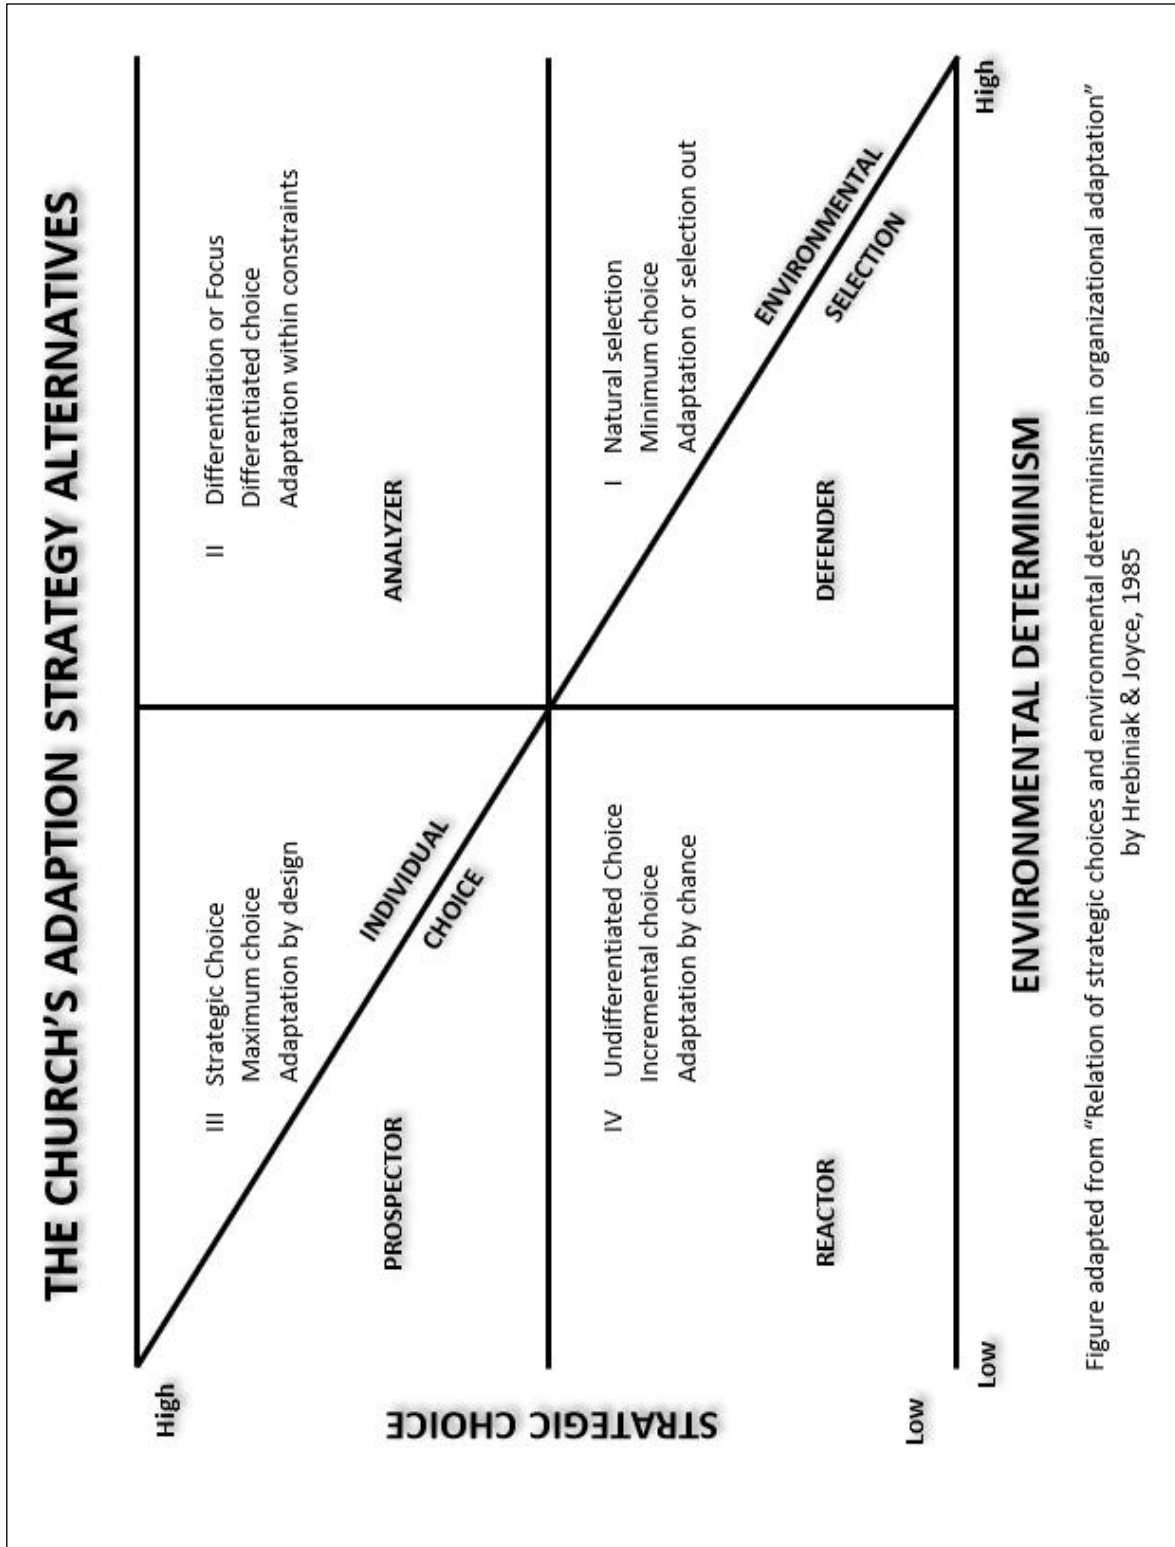 THE CHURCH'S ADAPTION STRATEGY ALTERNATIVES
High
STRATEGIC CHOICE
Low
III Strategic Choice
Maximum choice
Adaptation by design
PROSPECTOR
INDIVIDUAL
CHOICE
II Differentiation or Focus
Differentiated choice
Adaptation within constraints
ANALYZER
IV Undifferentiated Choice
Incremental choice
Adaptation by chance
REACTOR
I Natural selection
Minimum choice
Adaptation or selection out
DEFENDER
ENVIRONMENTAL
SELECTION
Low
ENVIRONMENTAL DETERMINISM
High
Figure adapted from “Relation of strategic choices and environmental determinism in organizational adaptation”
by Hrebiniak & Joyce, 1985